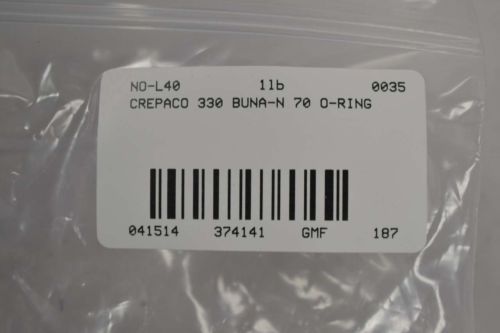 NO-L40 1lb 0035
CREPACO 330 BUNA-N 70 O-RING
041514 374141 GMF 187